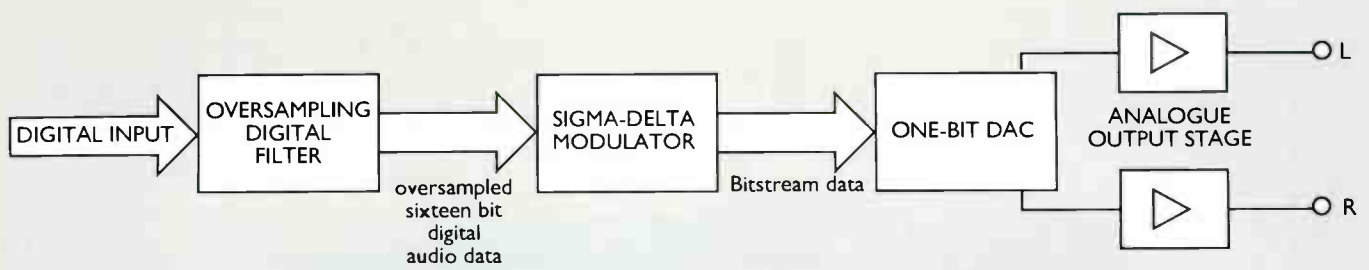 DIGITAL INPUT
OVERSAMPLING
DIGITAL
FILTER
oversampled
sixteen bit
digital
audio data
SIGMA-DELTA
MODULATOR
Bitstream data
ONE-BIT DAC
L
ANALOGUE
OUTPUT STAGE
R